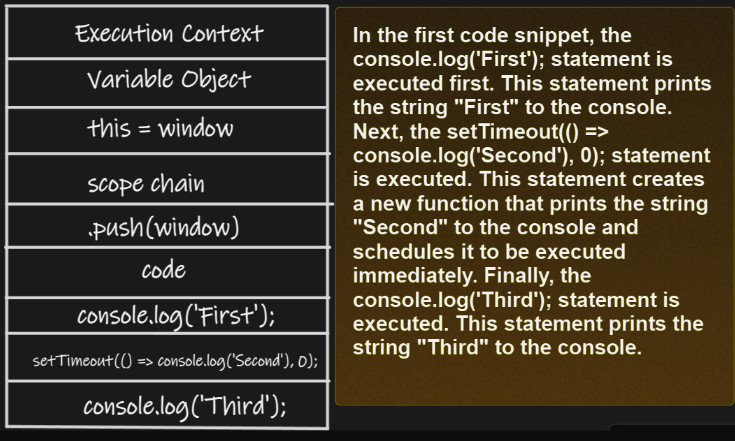 Execution Context
Variable Object
this = window
scope chain
.push(window)
code
console.log('First');
setTimeout(() => console.log('Second'), 0);
console.log('Third');
In the first code snippet, the
console.log('First'); statement is
executed first. This statement prints
the string "First" to the console.
Next, the setTimeout(() =>
console.log('Second'), 0); statement
is executed. This statement creates
a new function that prints the string
"Second" to the console and
schedules it to be executed
immediately. Finally, the
console.log('Third'); statement is
executed. This statement prints the
string "Third" to the console.